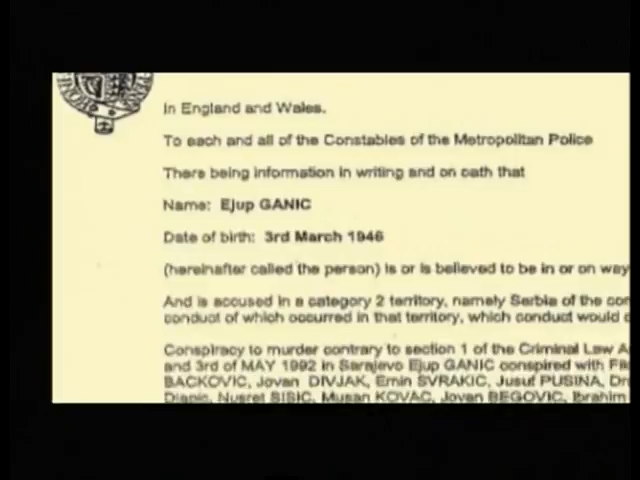 In England and Wales.
To each and all of the Constables of the Metropolitan Police
There being information in writing and on oath that
Name: Ejup GANIC
Date of birth: 3rd March 1946
(hereinafter called the person) is or is believed to be in or on way
And is accused in a category 2 territory, namely Serbia of the
conduct of which occurred in that territory, which conduct would
Conspiracy to murder contrary to section 1 of the Criminal Law
and 3rd of MAY 1992 in Sarajevo Ejup GANIC conspired with
BACKOVIC, Jovan DIVJAK, Emin SVRAKIC, Jusuf PUSINA,
Nusret SISIC, Musan KOVAC, Jovan BEGOVIC, Ibrahim